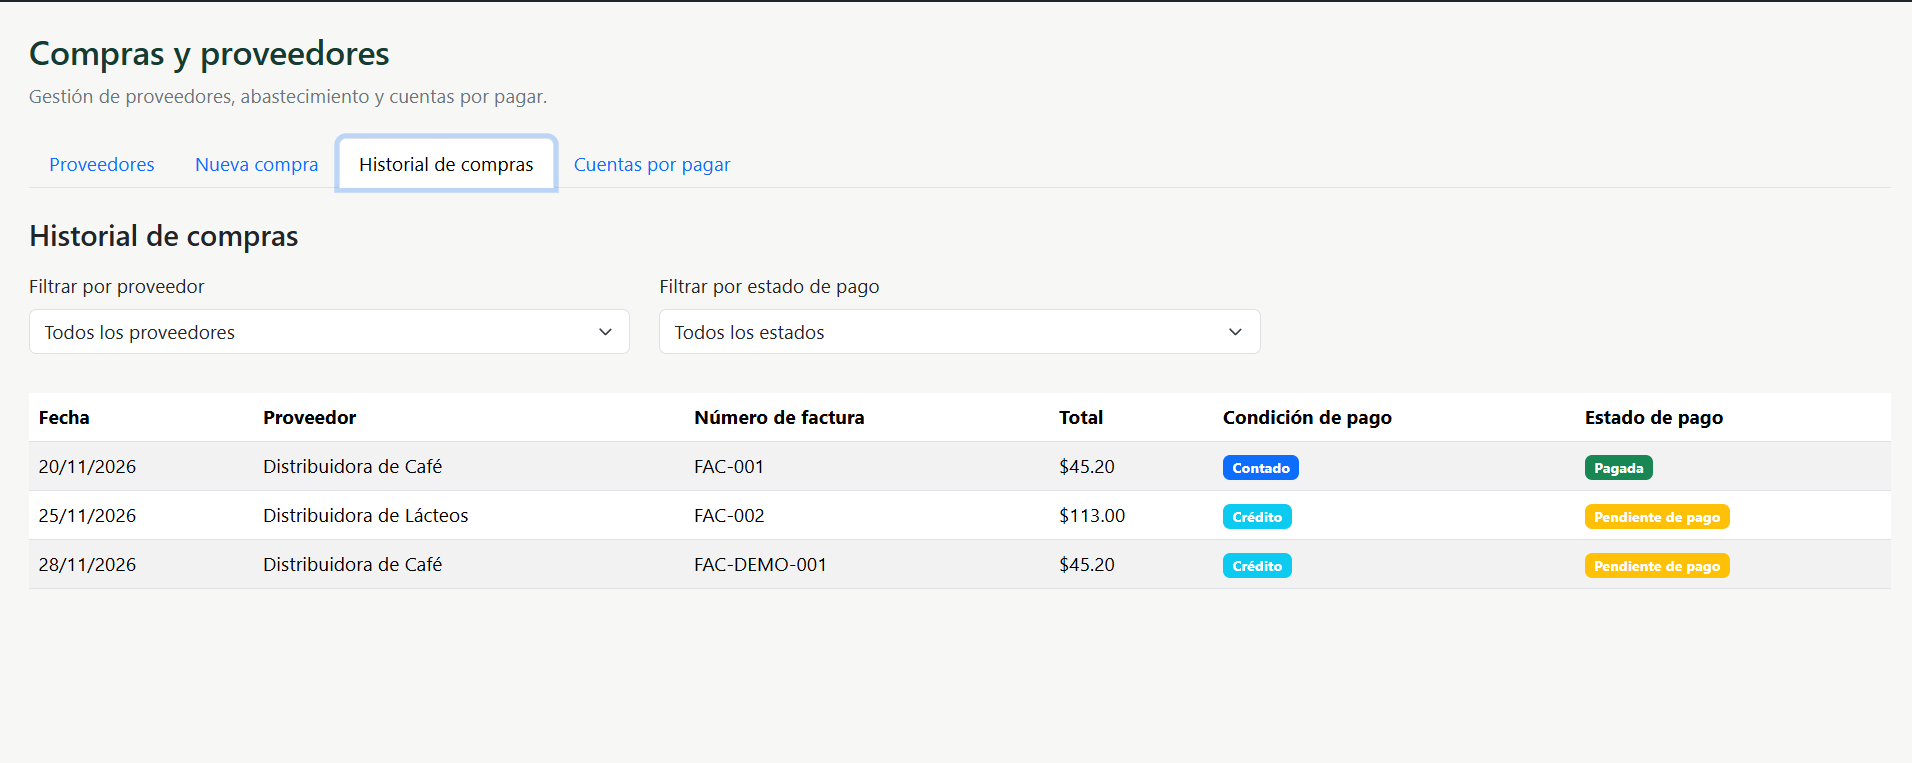 Compras y proveedores
Gestión de proveedores, abastecimiento y cuentas por pagar.
Proveedores Nueva compra Historial de compras Cuentas por pagar
Historial de compras
Filtrar por proveedor Filtrar por estado de pago
Todos los proveedores Todos los estados
Fecha Proveedor Número de factura Total Condición de pago Estado de pago
20/11/2026 Distribuidora de Café FAC-001 $45.20 Contado Pagada
25/11/2026 Distribuidora de Lácteos FAC-002 $113.00 Crédito Pendiente de pago
28/11/2026 Distribuidora de Café FAC-DEMO-001 $45.20 Crédito Pendiente de pago